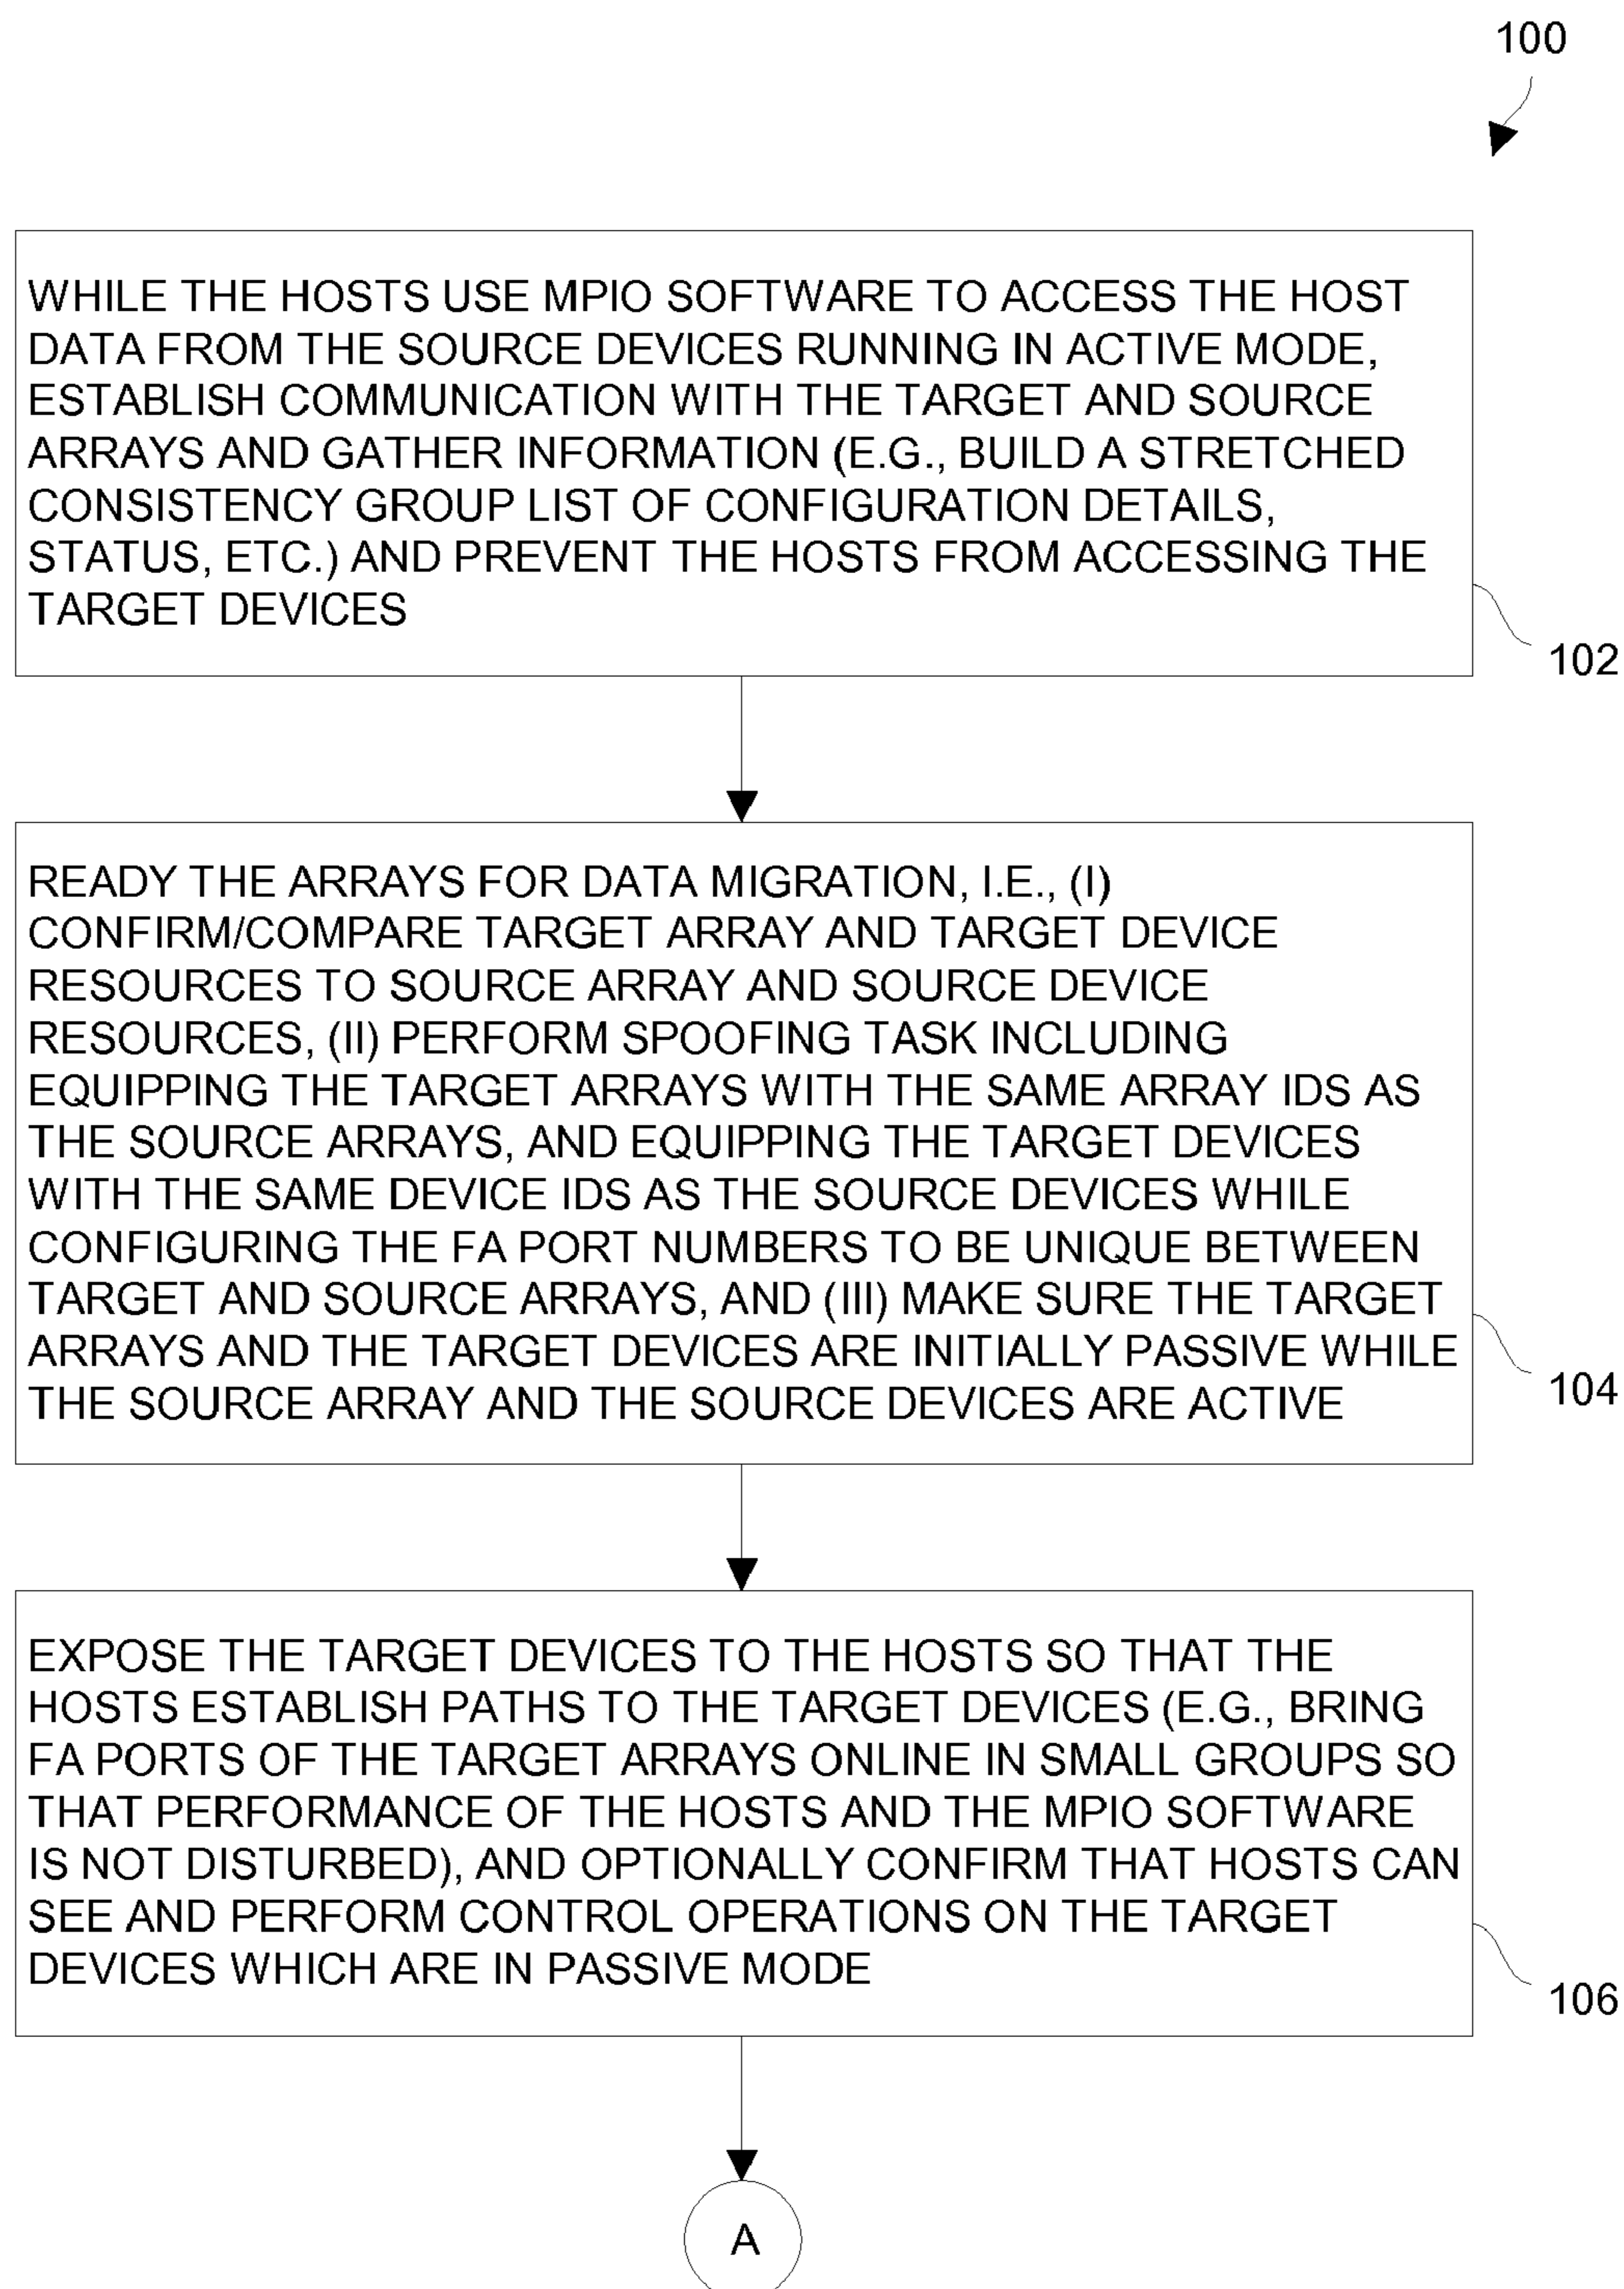 100
WHILE THE HOSTS USE MPIO SOFTWARE TO ACCESS THE HOST
DATA FROM THE SOURCE DEVICES RUNNING IN ACTIVE MODE,
ESTABLISH COMMUNICATION WITH THE TARGET AND SOURCE
ARRAYS AND GATHER INFORMATION (E.G., BUILD A STRETCHED
CONSISTENCY GROUP LIST OF CONFIGURATION DETAILS,
STATUS, ETC.) AND PREVENT THE HOSTS FROM ACCESSING THE
TARGET DEVICES
102
READY THE ARRAYS FOR DATA MIGRATION, I.E., (I)
CONFIRM/COMPARE TARGET ARRAY AND TARGET DEVICE
RESOURCES TO SOURCE ARRAY AND SOURCE DEVICE
RESOURCES, (II) PERFORM SPOOFING TASK INCLUDING
EQUIPPING THE TARGET ARRAYS WITH THE SAME ARRAY IDS AS
THE SOURCE ARRAYS, AND EQUIPPING THE TARGET DEVICES
WITH THE SAME DEVICE IDS AS THE SOURCE DEVICES WHILE
CONFIGURING THE FA PORT NUMBERS TO BE UNIQUE BETWEEN
TARGET AND SOURCE ARRAYS, AND (III) MAKE SURE THE TARGET
ARRAYS AND THE TARGET DEVICES ARE INITIALLY PASSIVE WHILE
THE SOURCE ARRAY AND THE SOURCE DEVICES ARE ACTIVE
104
EXPOSE THE TARGET DEVICES TO THE HOSTS SO THAT THE
HOSTS ESTABLISH PATHS TO THE TARGET DEVICES (E.G., BRING
FA PORTS OF THE TARGET ARRAYS ONLINE IN SMALL GROUPS SO
THAT PERFORMANCE OF THE HOSTS AND THE MPIO SOFTWARE
IS NOT DISTURBED), AND OPTIONALLY CONFIRM THAT HOSTS CAN
SEE AND PERFORM CONTROL OPERATIONS ON THE TARGET
DEVICES WHICH ARE IN PASSIVE MODE
106
A